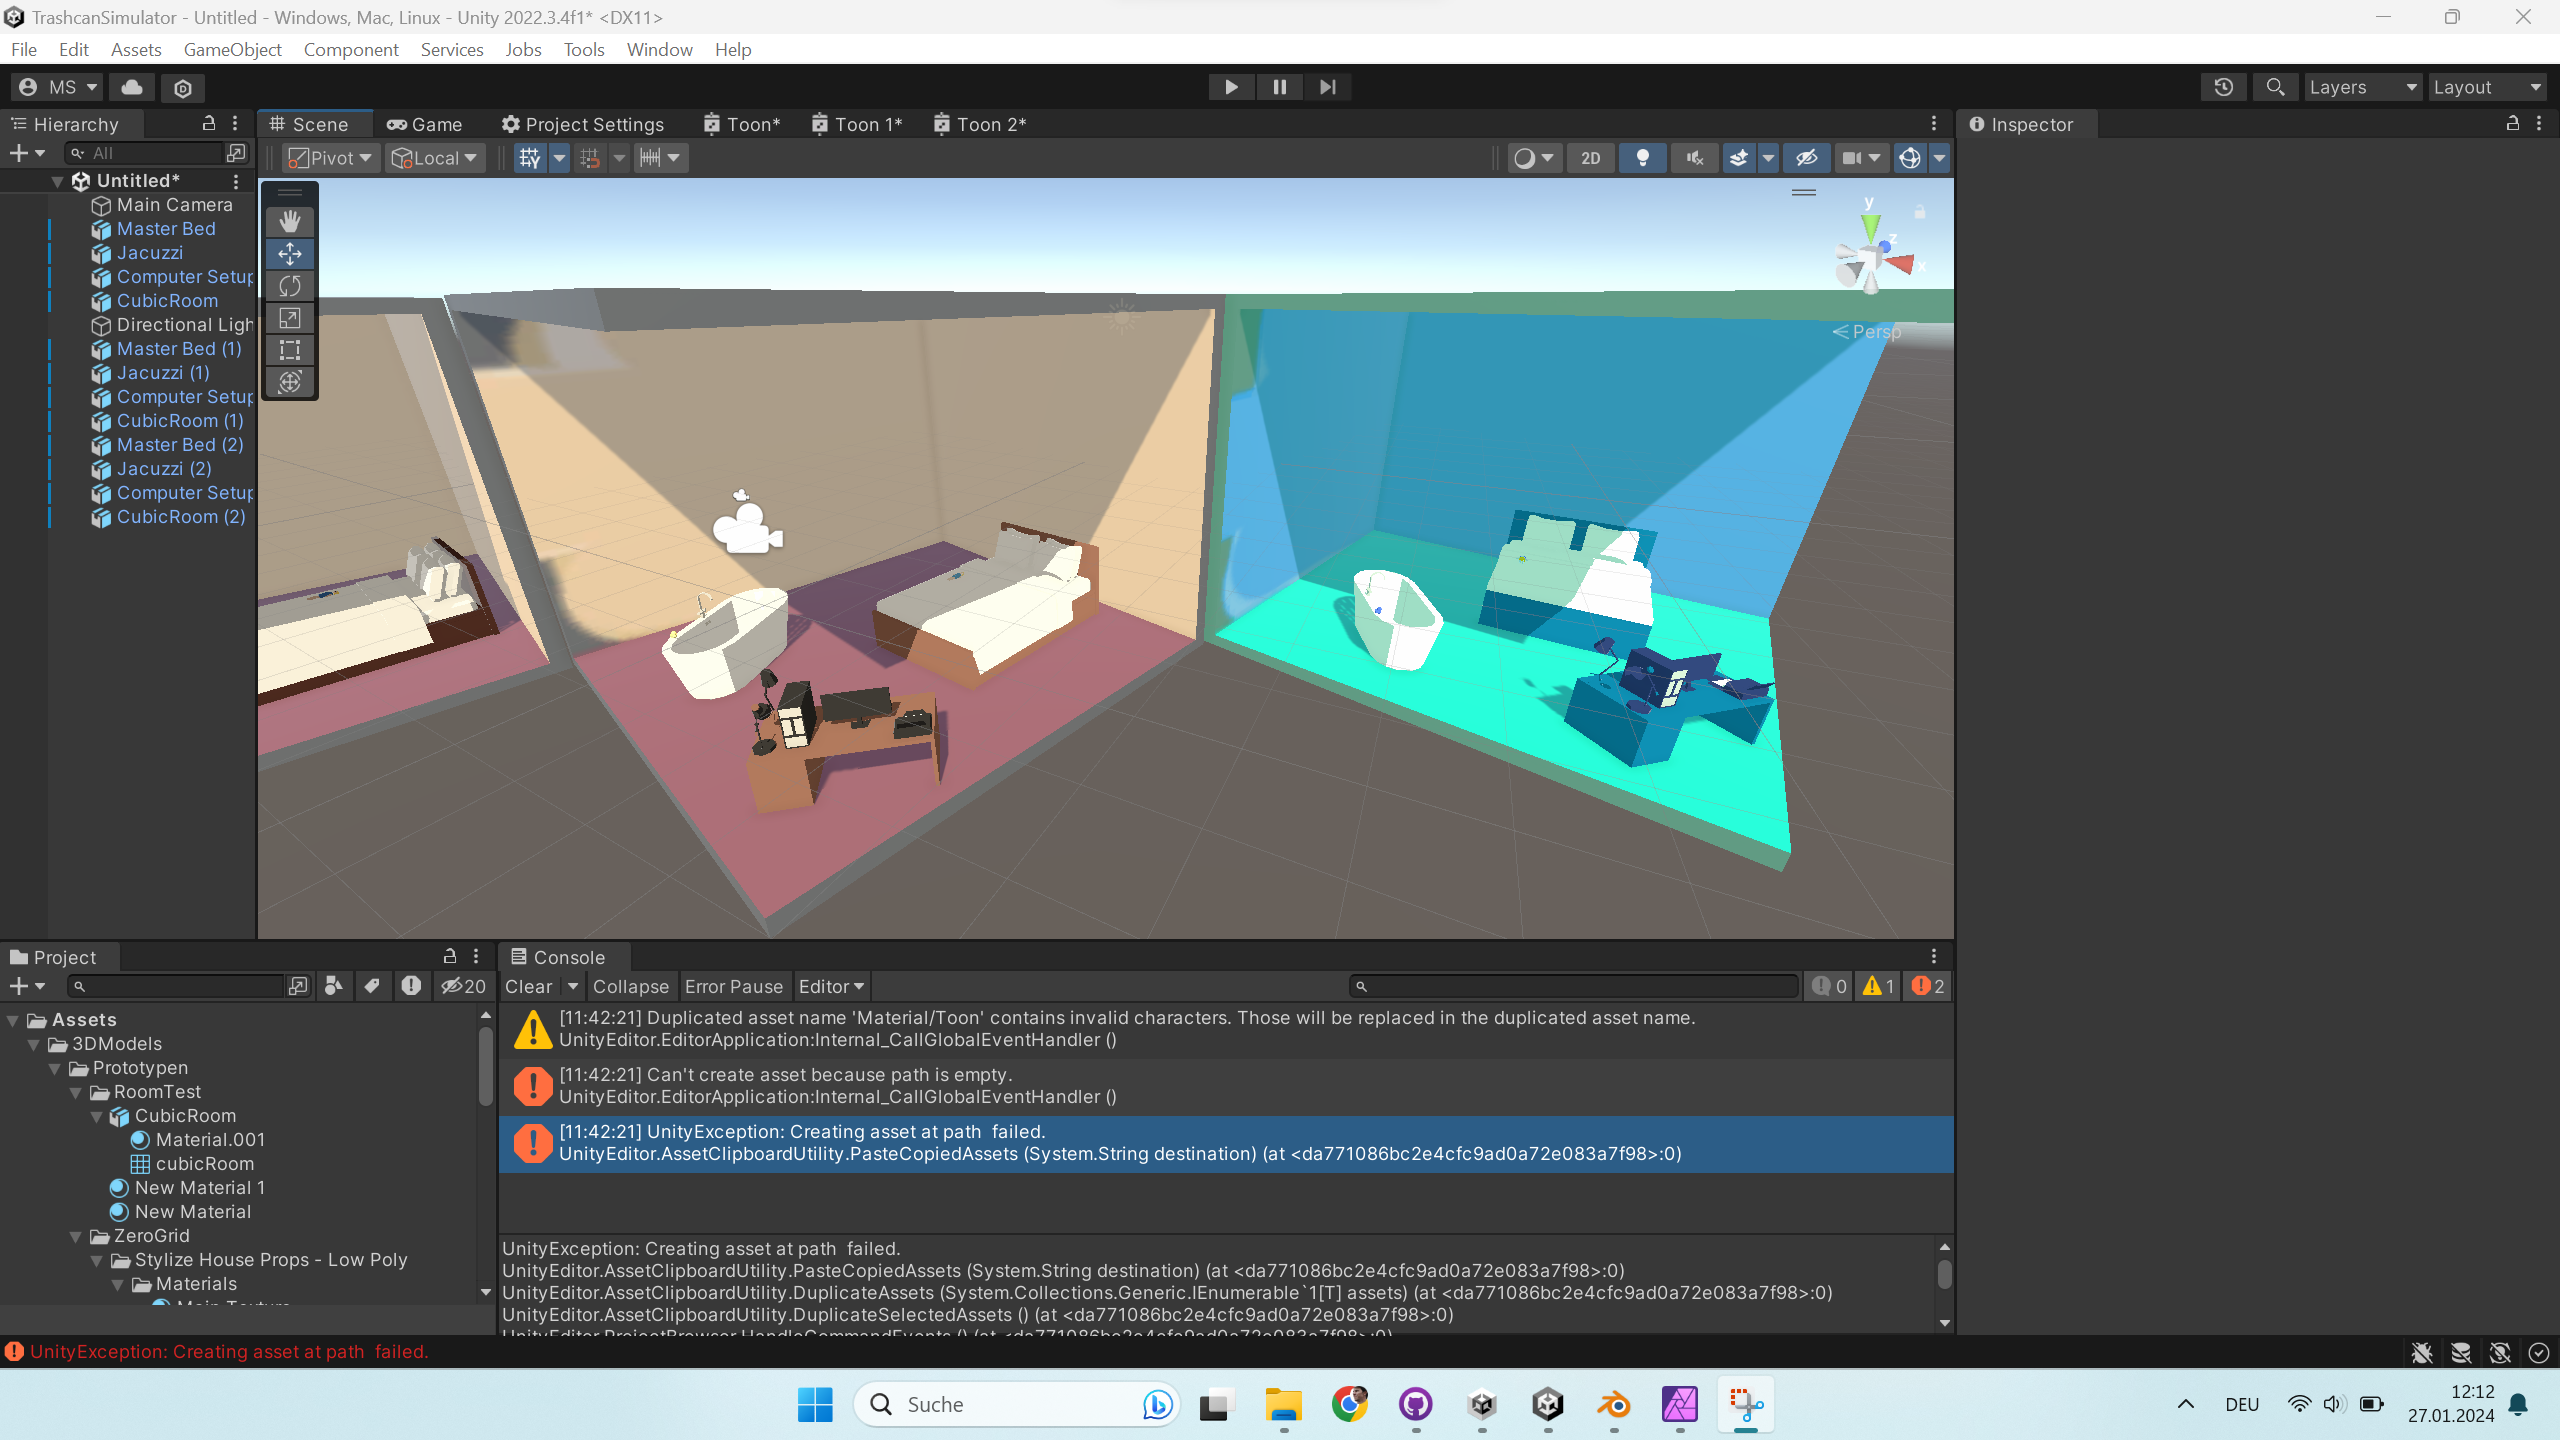 TrashcanSimulator - Untitled - Windows, Mac, Linux - Unity 2022.3.4f1* <DX11>
File Edit Assets GameObject Component Services Jobs Tools Window Help
MS Layers Layout
Hierarchy Scene Game Project Settings Toon* Toon 1* Toon 2* Inspector
All Pivot Local 2D
Untitled*
Main Camera
Master Bed
Jacuzzi
Computer Setup
CubicRoom
Directional Ligh
Master Bed (1)
Jacuzzi (1)
Computer Setup
CubicRoom (1)
Master Bed (2)
Jacuzzi (2)
Computer Setup
CubicRoom (2)
y
z
x
Persp
Project Console
20 Clear Collapse Error Pause Editor 0 1 2
Assets
3DModels
Prototypen
RoomTest
CubicRoom
Material.001
cubicRoom
New Material 1
New Material
ZeroGrid
Stylize House Props - Low Poly
Materials
[11:42:21] Duplicated asset name 'Material/Toon' contains invalid characters. Those will be replaced in the duplicated asset name.
UnityEditor.EditorApplication:Internal_CallGlobalEventHandler ()
[11:42:21] Can't create asset because path is empty.
UnityEditor.EditorApplication:Internal_CallGlobalEventHandler ()
[11:42:21] UnityException: Creating asset at path  failed.
UnityEditor.AssetClipboardUtility.PasteCopiedAssets (System.String destination) (at <da771086bc2e4cfc9ad0a72e083a7f98>:0)
UnityException: Creating asset at path  failed.
UnityEditor.AssetClipboardUtility.PasteCopiedAssets (System.String destination) (at <da771086bc2e4cfc9ad0a72e083a7f98>:0)
UnityEditor.AssetClipboardUtility.DuplicateAssets (System.Collections.Generic.IEnumerable`1[T] assets) (at <da771086bc2e4cfc9ad0a72e083a7f98>:0)
UnityEditor.AssetClipboardUtility.DuplicateSelectedAssets () (at <da771086bc2e4cfc9ad0a72e083a7f98>:0)
UnityEditor.ProjectBrowser.HandleCommandEvents () (at <da771086bc2e4cfc9ad0a72e083a7f98>:0)
UnityException: Creating asset at path  failed.
Suche
DEU
12:12
27.01.2024